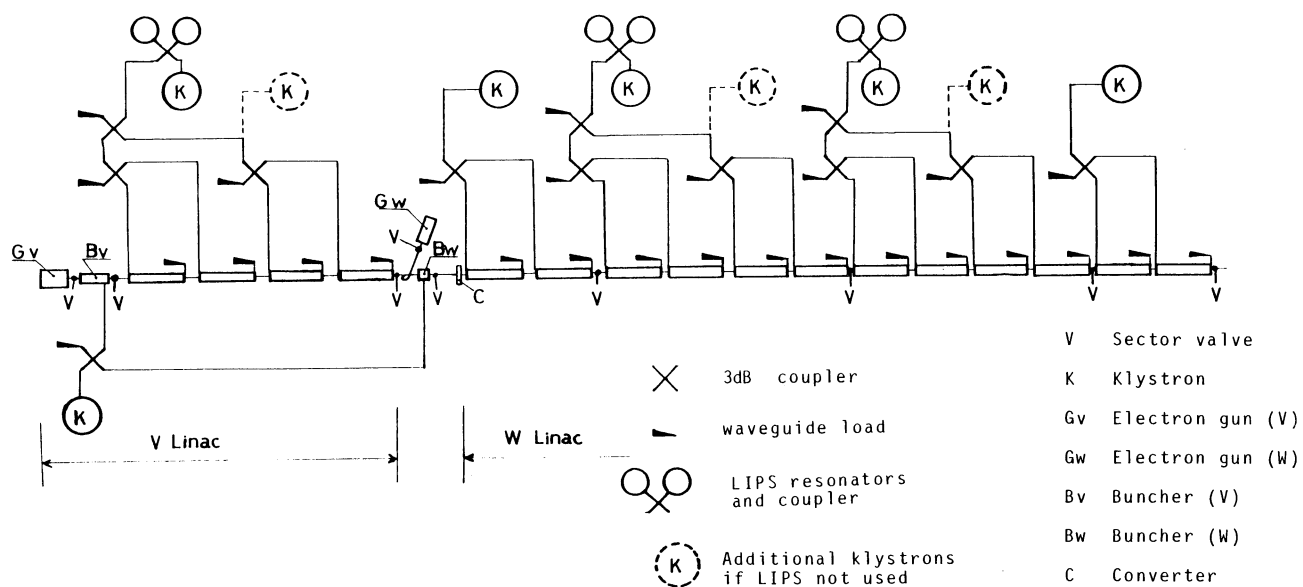 K
K
K
K
K
K
K
K
Gw
V
Gv
Bv
Bw
V
V
V
V
C
V
V
V
V
K
V Linac
W Linac
3dB coupler
waveguide load
LIPS resonators
and coupler
K
Additional klystrons
if LIPS not used
V Sector valve
K Klystron
Gv Electron gun (V)
Gw Electron gun (W)
Bv Buncher (V)
Bw Buncher (W)
C Converter